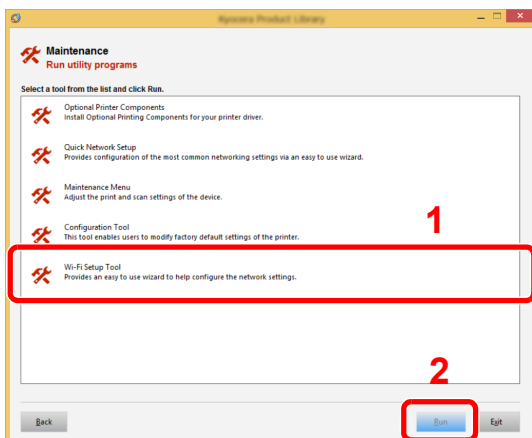 Kyocera Product Library
Maintenance
Run utility programs
Select a tool from the list and click Run.
Optional Printer Components
Install Optional Printing Components for your printer driver.
Quick Network Setup
Provides configuration of the most common networking settings via an easy to use wizard.
Maintenance Menu
Adjust the print and scan settings of the device.
1
Configuration Tool
This tool enables users to modify factory default settings of the printer.
Wi-Fi Setup Tool
Provides an easy to use wizard to help configure the network settings.
2
Back
Run
Exit